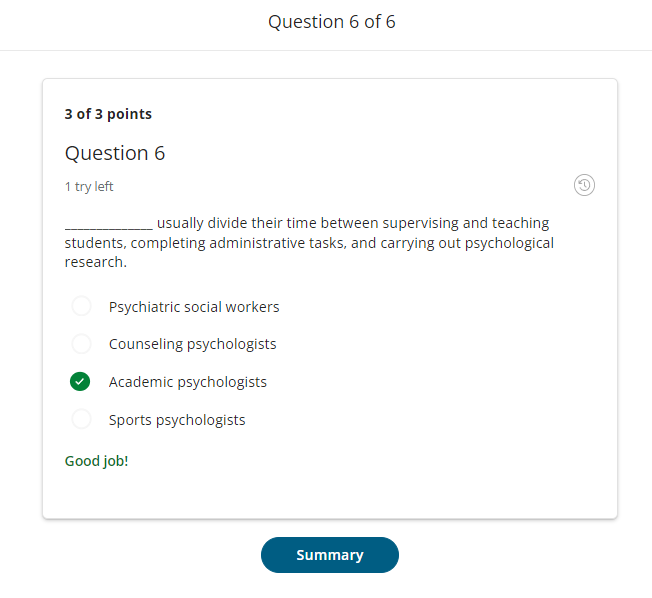 Question 6 of 6
3 of 3 points
Question 6
1 try left
______________ usually divide their time between supervising and teaching
students, completing administrative tasks, and carrying out psychological
research.
Psychiatric social workers
Counseling psychologists
Academic psychologists
Sports psychologists
Good job!
Summary